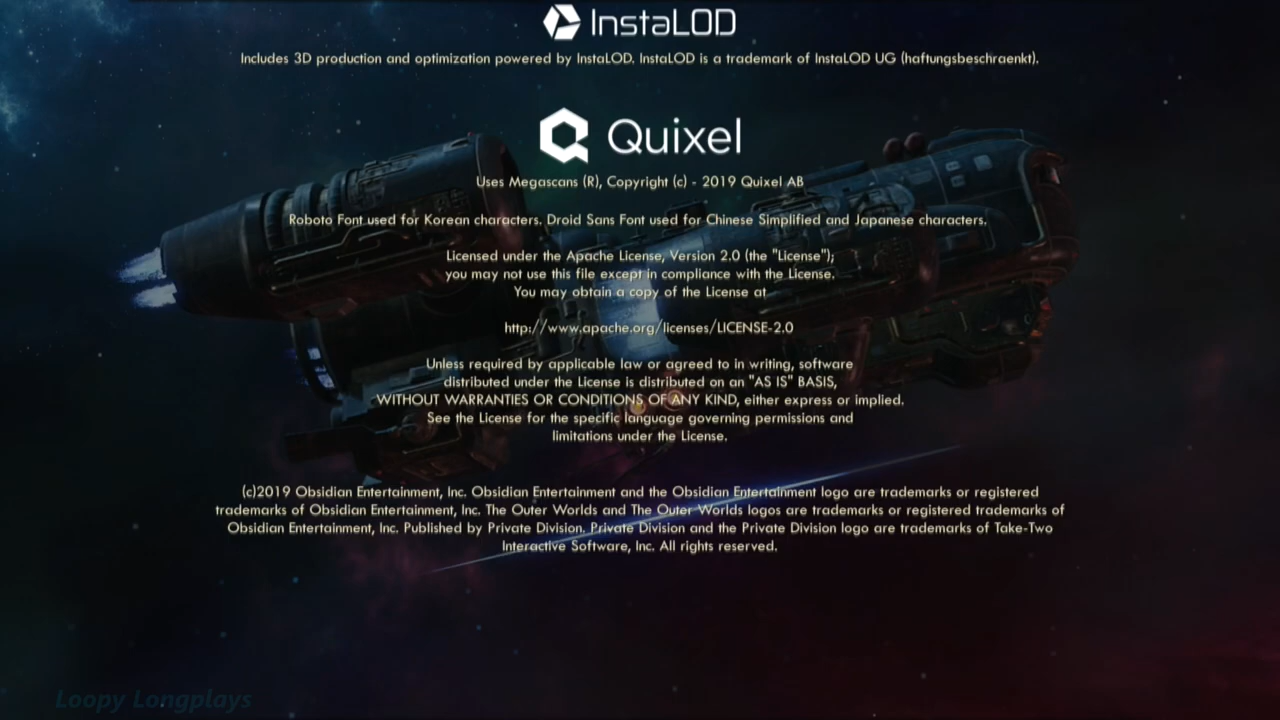 InstaLOD
Includes 3D production and optimization powered by InstaLOD. InstaLOD is a trademark of InstaLOD UG (haftungsbeschraenkt).
Quixel
Uses Megascans (R), Copyright (c) - 2019 Quixel AB
Roboto Font used for Korean characters. Droid Sans Font used for Chinese Simplified and Japanese characters.
Licensed under the Apache License, Version 2.0 (the "License");
you may not use this file except in compliance with the License.
You may obtain a copy of the License at
http://www.apache.org/licenses/LICENSE-2.0
Unless required by applicable law or agreed to in writing, software
distributed under the License is distributed on an "AS IS" BASIS,
WITHOUT WARRANTIES OR CONDITIONS OF ANY KIND, either express or implied.
See the License for the specific language governing permissions and
limitations under the License.
(c)2019 Obsidian Entertainment, Inc. Obsidian Entertainment and the Obsidian Entertainment logo are trademarks or registered
trademarks of Obsidian Entertainment, Inc. The Outer Worlds and The Outer Worlds logos are trademarks or registered trademarks of
Obsidian Entertainment, Inc. Published by Private Division. Private Division and the Private Division logo are trademarks of Take-Two
Interactive Software, Inc. All rights reserved.
Loopy Longplays